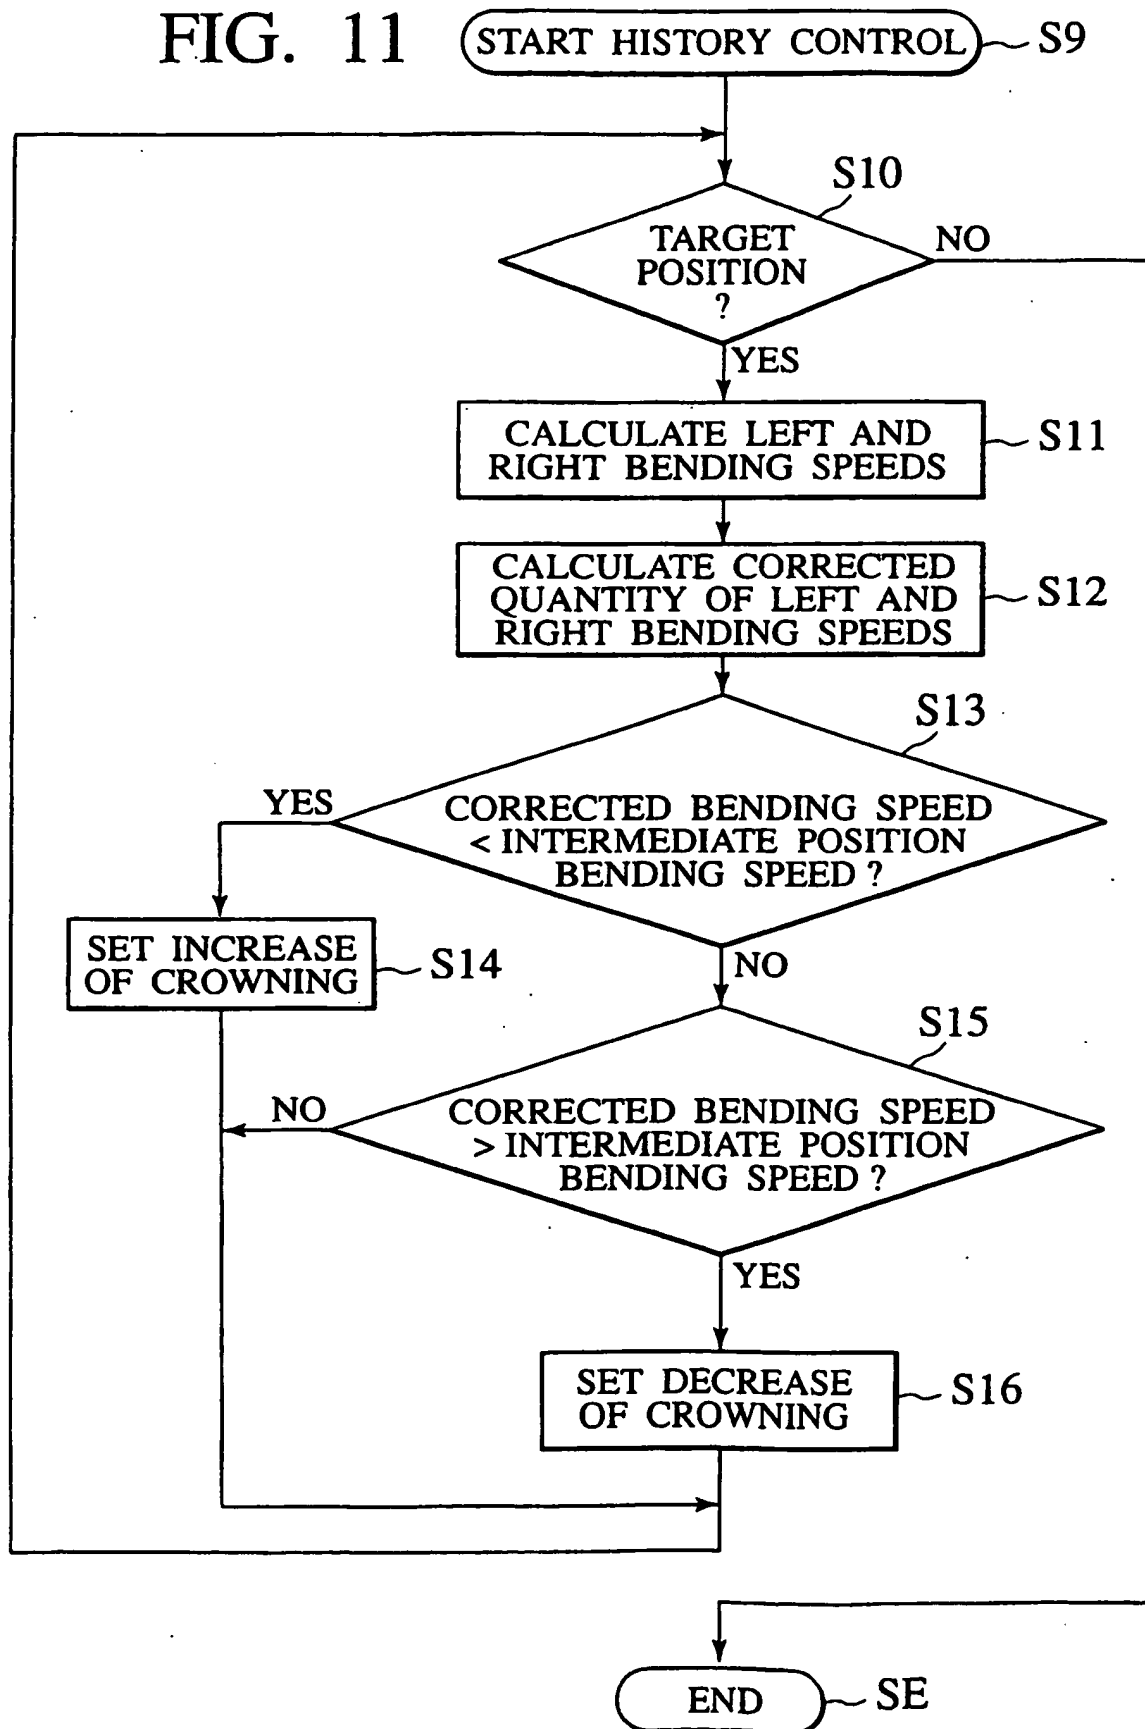 FIG. 11
START HISTORY CONTROL
S9
S10
TARGET
POSITION
?
NO
YES
CALCULATE LEFT AND
RIGHT BENDING SPEEDS
S11
CALCULATE CORRECTED
QUANTITY OF LEFT AND
RIGHT BENDING SPEEDS
S12
S13
YES
CORRECTED BENDING SPEED
< INTERMEDIATE POSITION
BENDING SPEED ?
SET INCREASE
OF CROWNING
S14
NO
S15
NO
CORRECTED BENDING SPEED
> INTERMEDIATE POSITION
BENDING SPEED ?
YES
SET DECREASE
OF CROWNING
S16
END
SE